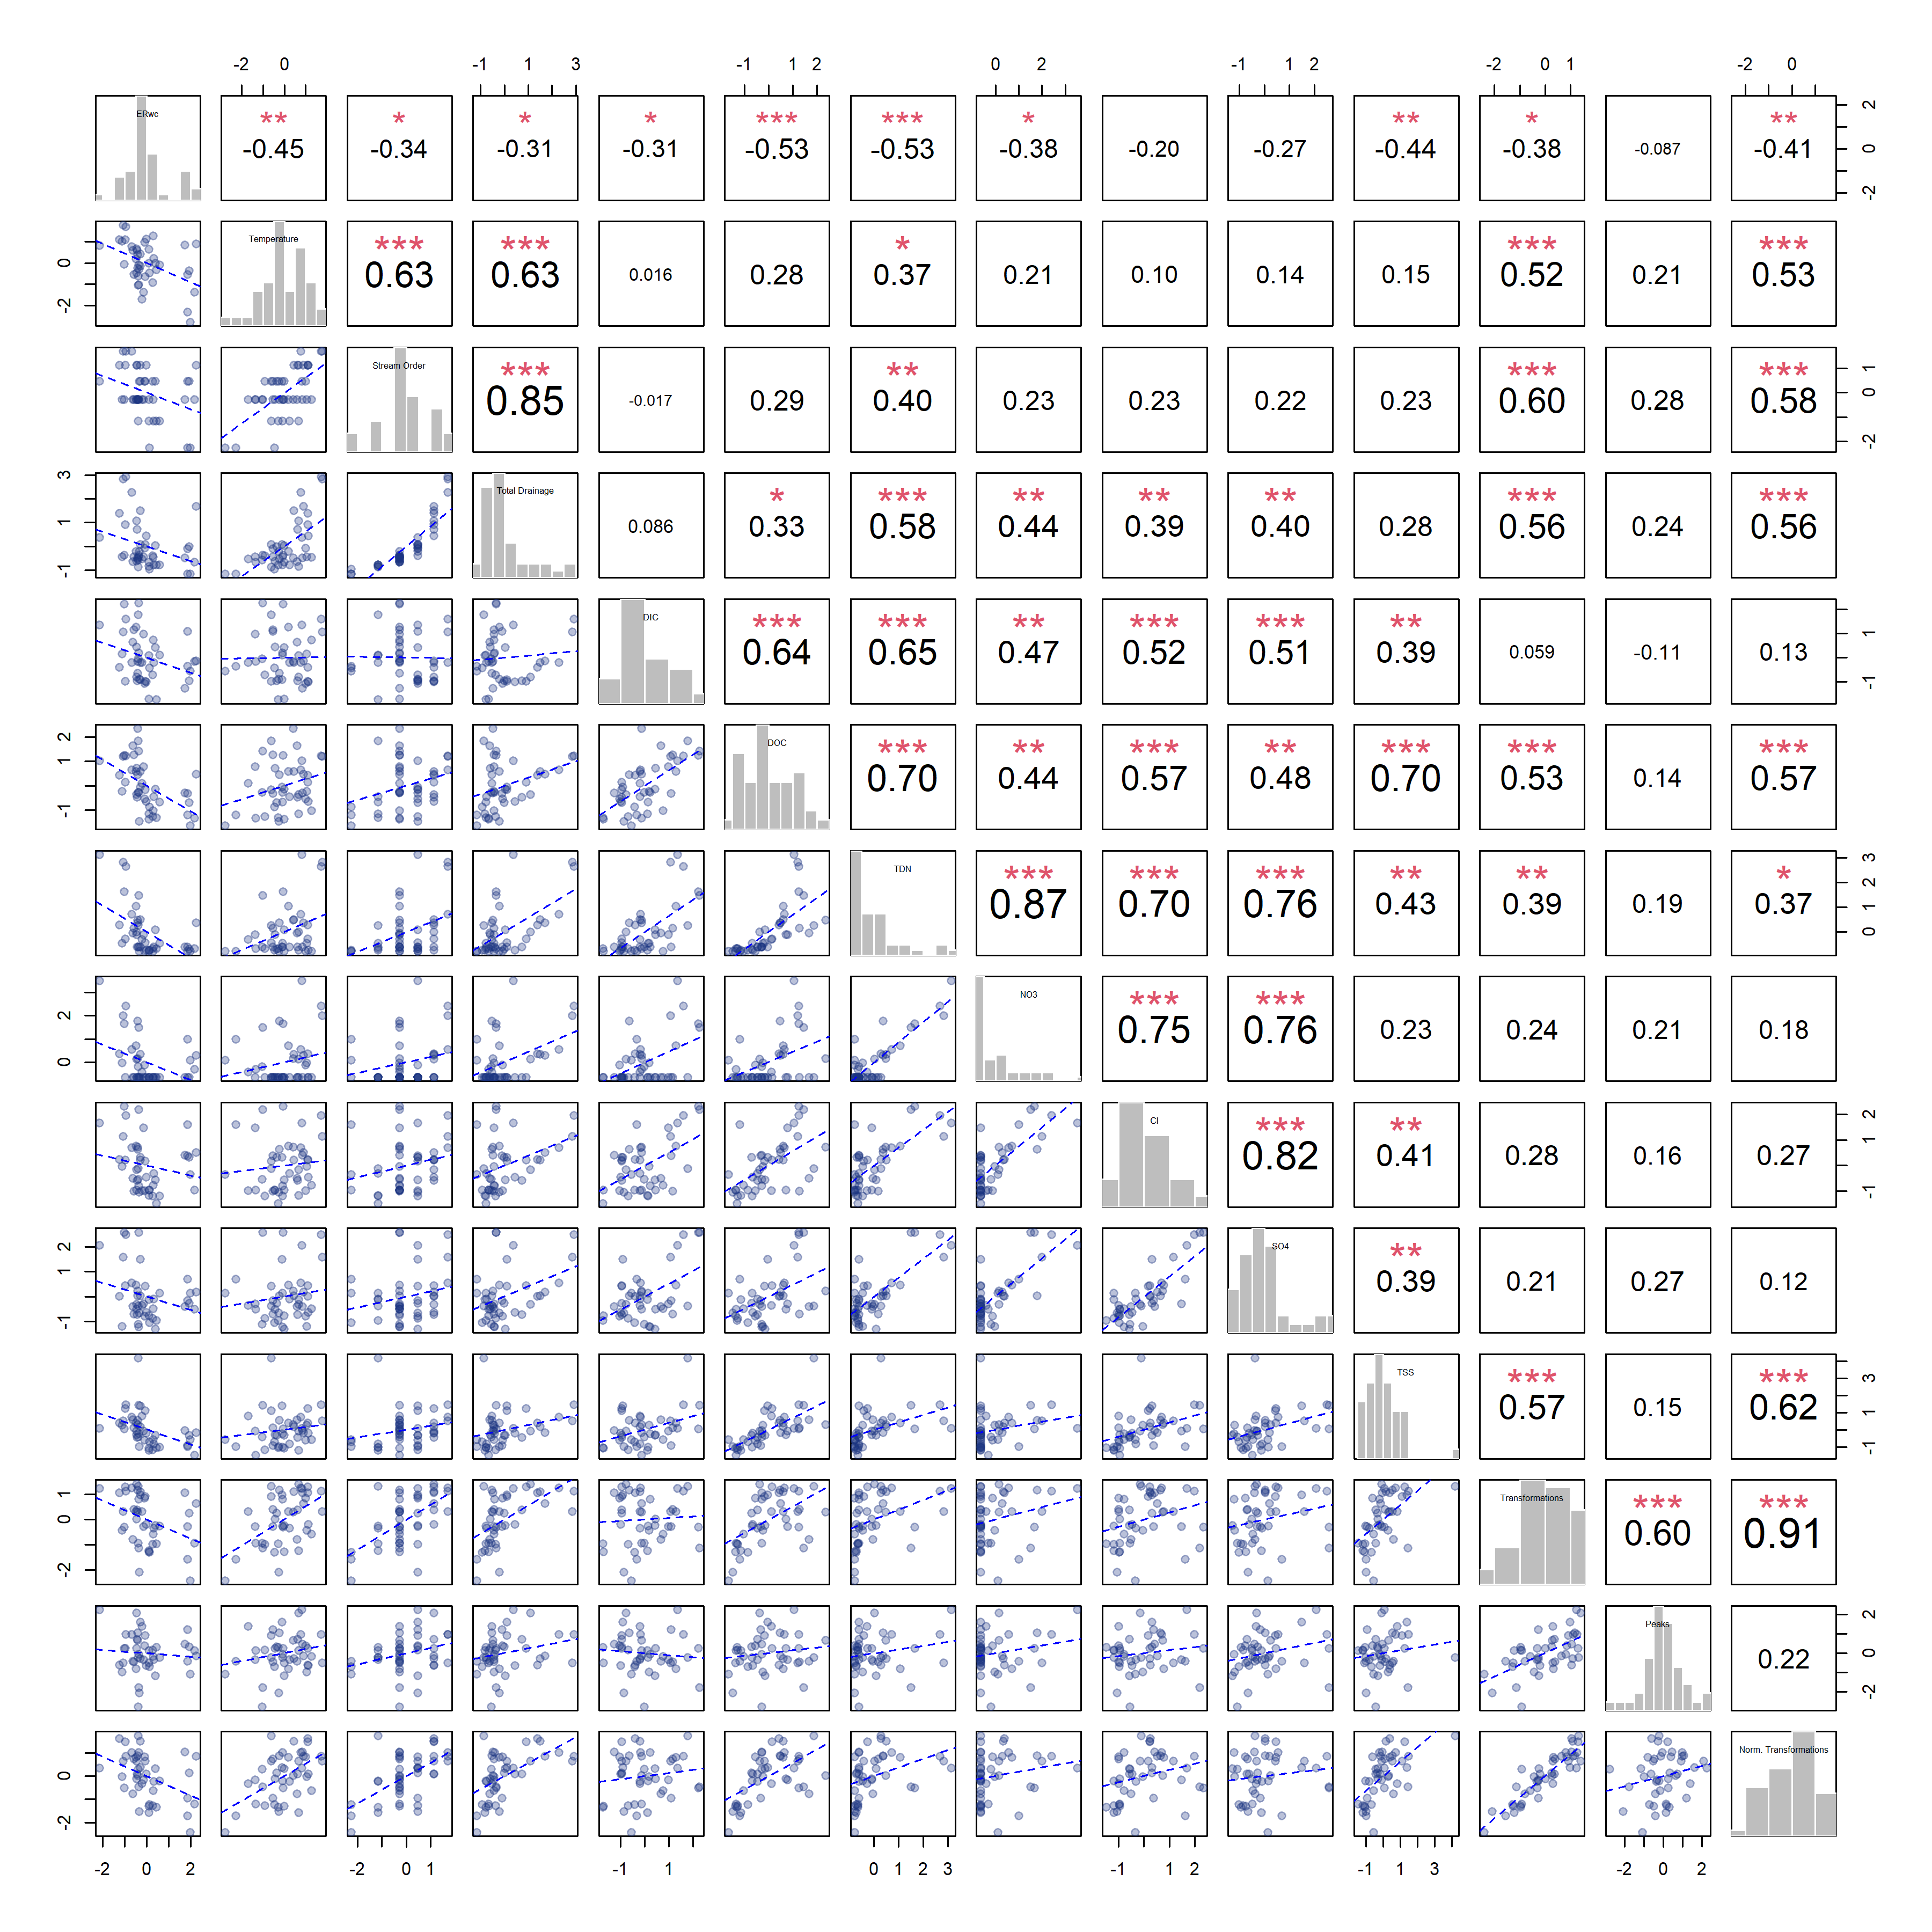 -2 0 -1 1 3 -1 1 2 0 2 -1 1 2 -2 0 1 -2 0
ERwc ** * * * *** *** * ** * ** 2
-0.45 -0.34 -0.31 -0.31 -0.53 -0.53 -0.38 -0.20 -0.27 -0.44 -0.38 -0.087 -0.41 0
-2
Temperature *** *** * *** ***
0 0.63 0.63 0.016 0.28 0.37 0.21 0.10 0.14 0.15 0.52 0.21 0.53
-2
Stream Order *** ** *** *** 1
0.85 -0.017 0.29 0.40 0.23 0.23 0.22 0.23 0.60 0.28 0.58 0
-2
3 Total Drainage * *** ** ** ** *** ***
1 0.086 0.33 0.58 0.44 0.39 0.40 0.28 0.56 0.24 0.56
-1
DIC *** *** ** *** *** ** 1
0.64 0.65 0.47 0.52 0.51 0.39 0.059 -0.11 0.13
-1
2 DOC *** ** *** ** *** *** ***
1 0.70 0.44 0.57 0.48 0.70 0.53 0.14 0.57
-1
TDN *** *** *** ** ** * 3
0.87 0.70 0.76 0.43 0.39 0.19 0.37 2
1
0
NO3 *** ***
2 0.75 0.76 0.23 0.24 0.21 0.18
0
Cl *** ** 2
0.82 0.41 0.28 0.16 0.27 1
-1
2 SO4 **
1 0.39 0.21 0.27 0.12
-1
TSS *** *** 3
0.57 0.15 0.62 1
-1
1 Transformations *** ***
0 0.60 0.91
-2
Peaks 2
0.22 0
-2
Norm. Transformations
0
-2
-2 0 2 -2 0 1 -1 1 0 1 2 3 -1 1 2 -1 1 3 -2 0 2